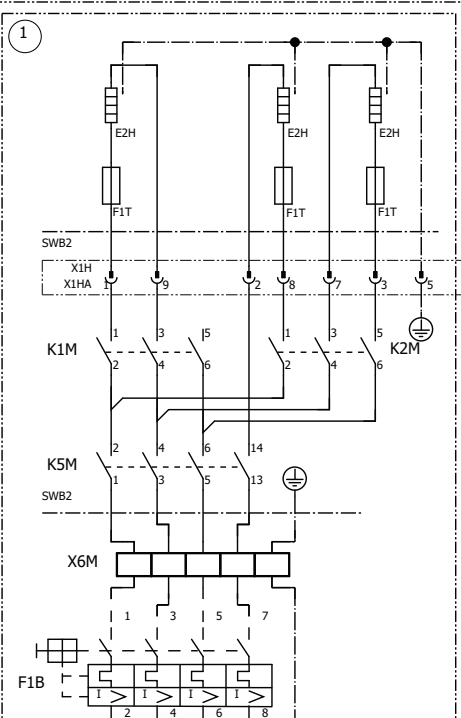 1
E2H E2H E2H
F1T F1T F1T
SWB2
X1H
X1HA 1 9 2 8 7 3 5
1 3 5 1 3 5
K1M K2M
2 4 6 2 4 6
2 4 6 14
K5M
1 3 5 13
SWB2
X6M
1 3 5 7
F1B
I > I > I > I >
2 4 6 8